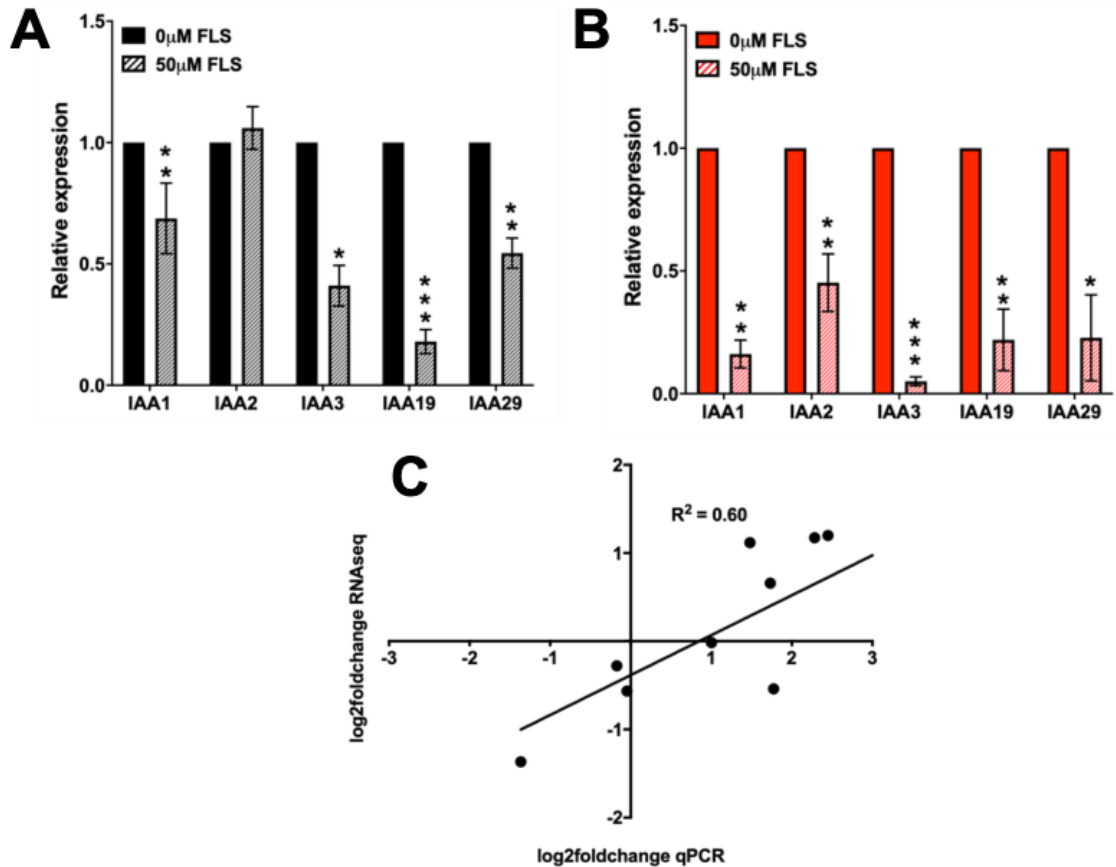 A
1.5
1.0
0.5
0.0
Relative expression
0μM FLS
50μM FLS
**
*
***
**
IAA1 IAA2 IAA3 IAA19 IAA29
B
1.5
1.0
0.5
0.0
Relative expression
0μM FLS
50μM FLS
**
**
***
**
*
IAA1 IAA2 IAA3 IAA19 IAA29
C
R² = 0.60
2
1
-1
-2
-3 -2 -1 1 2 3
log2foldchange RNAseq
log2foldchange qPCR